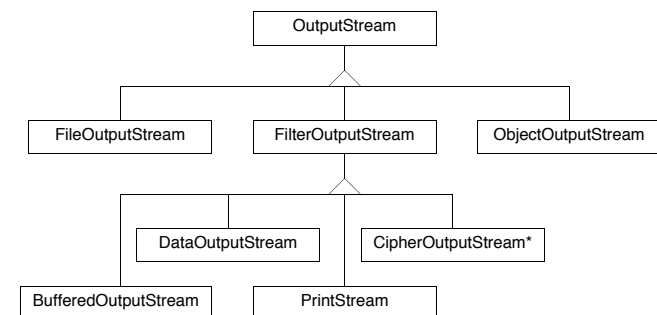 OutputStream
FileOutputStream
FilterOutputStream
ObjectOutputStream
DataOutputStream
CipherOutputStream*
BufferedOutputStream
PrintStream